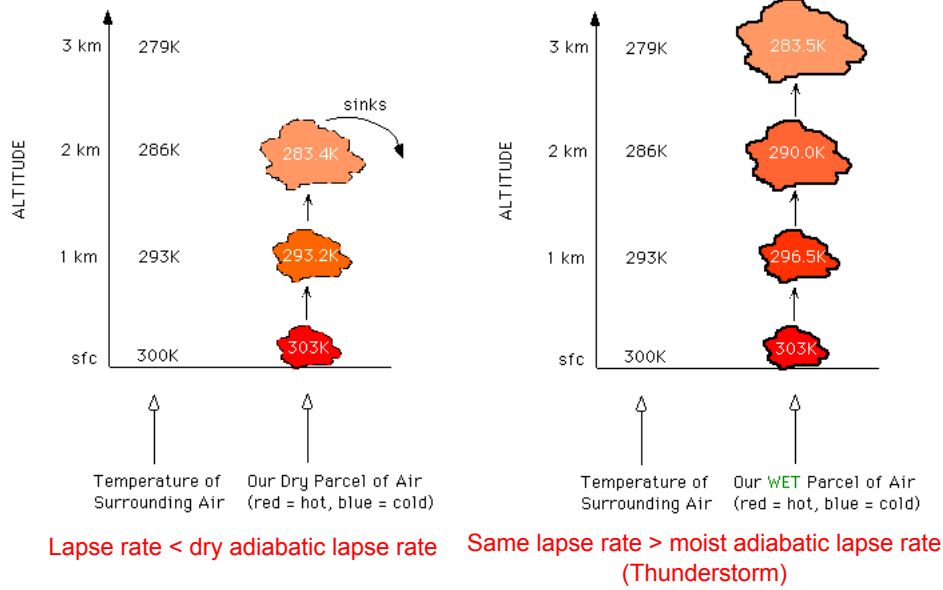 ALTITUDE
3 km 279K
sinks
2 km 286K 283.4K
1 km 293K 293.2K
sfc 300K 303K
Temperature of
Surrounding Air
Our Dry Parcel of Air
(red = hot, blue = cold)
Lapse rate < dry adiabatic lapse rate
ALTITUDE
3 km 279K 283.5K
2 km 286K 290.0K
1 km 293K 296.5K
sfc 300K 303K
Temperature of
Surrounding Air
Our WET Parcel of Air
(red = hot, blue = cold)
Same lapse rate > moist adiabatic lapse rate
(Thunderstorm)